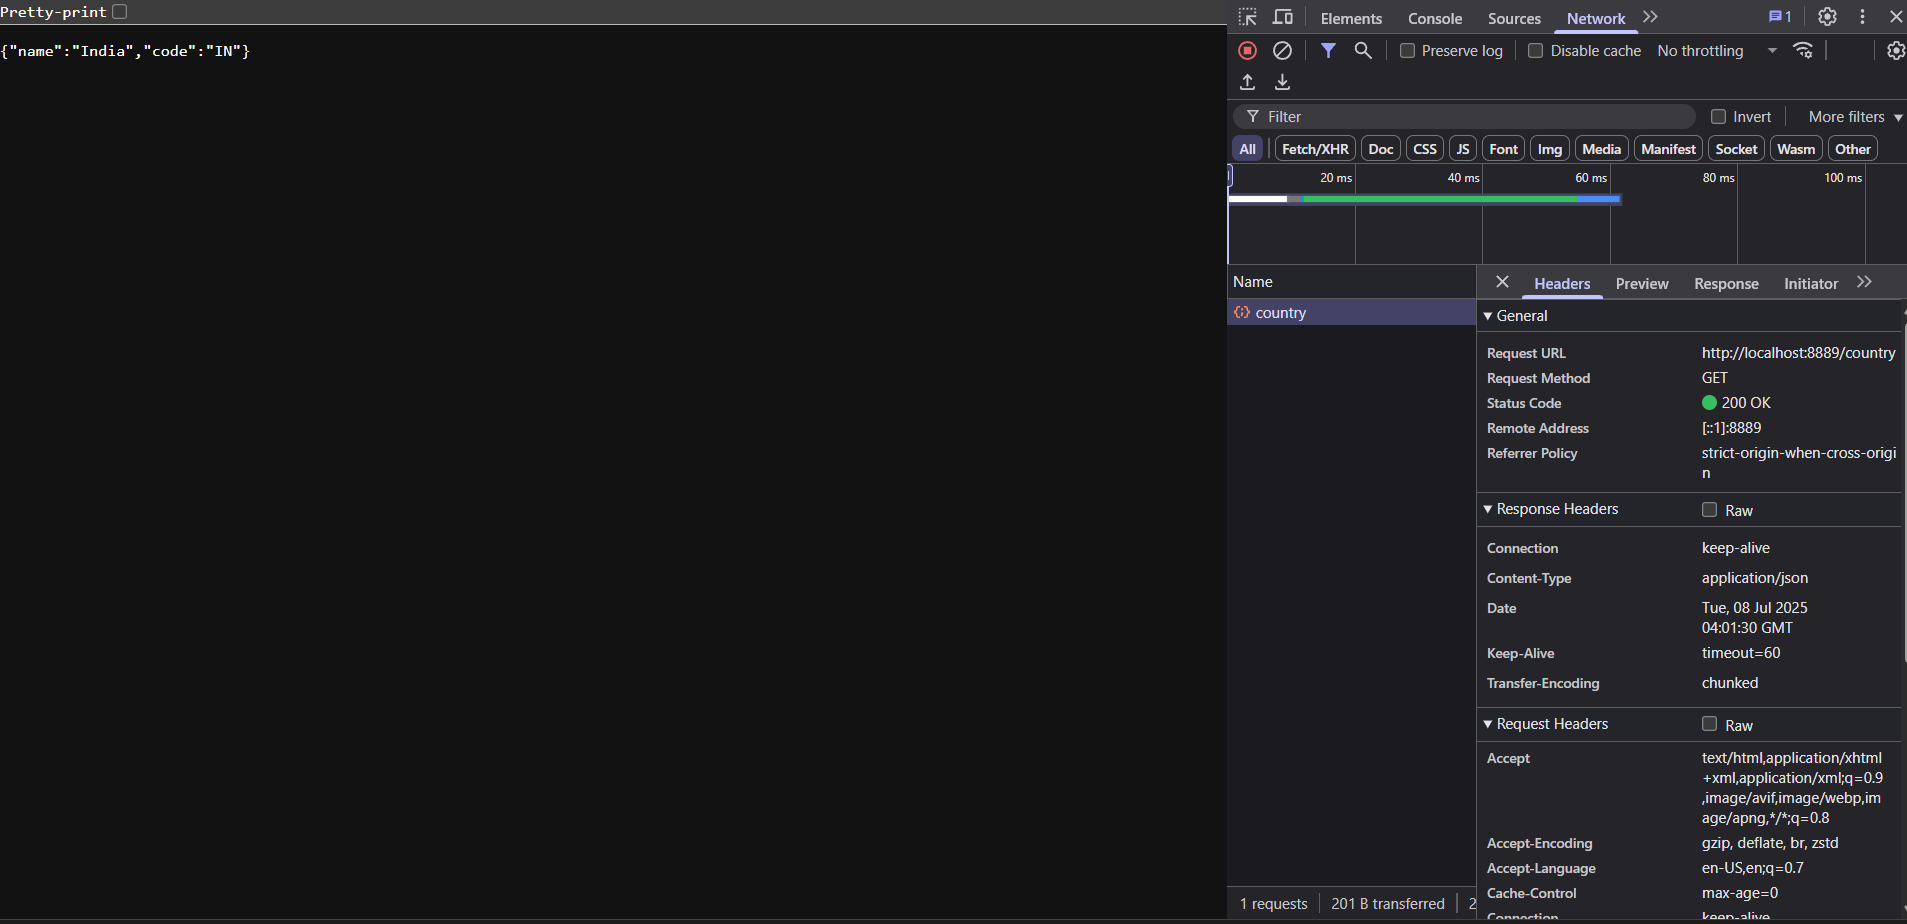 Pretty-print
{"name":"India","code":"IN"}
Elements Console Sources Network 1
Preserve log Disable cache No throttling
Filter Invert More filters
All Fetch/XHR Doc CSS JS Font Img Media Manifest Socket Wasm Other
20 ms 40 ms 60 ms 80 ms 100 ms
Name
country
Headers Preview Response Initiator
General
Request URL http://localhost:8889/country
Request Method GET
Status Code 200 OK
Remote Address [::1]:8889
Referrer Policy strict-origin-when-cross-origi
n
Response Headers Raw
Connection keep-alive
Content-Type application/json
Date Tue, 08 Jul 2025
04:01:30 GMT
Keep-Alive timeout=60
Transfer-Encoding chunked
Request Headers Raw
Accept text/html,application/xhtml
+xml,application/xml;q=0.9
,image/avif,image/webp,im
age/apng,*/*;q=0.8
Accept-Encoding gzip, deflate, br, zstd
Accept-Language en-US,en;q=0.7
Cache-Control max-age=0
Connection keep-alive
1 requests 201 B transferred 2